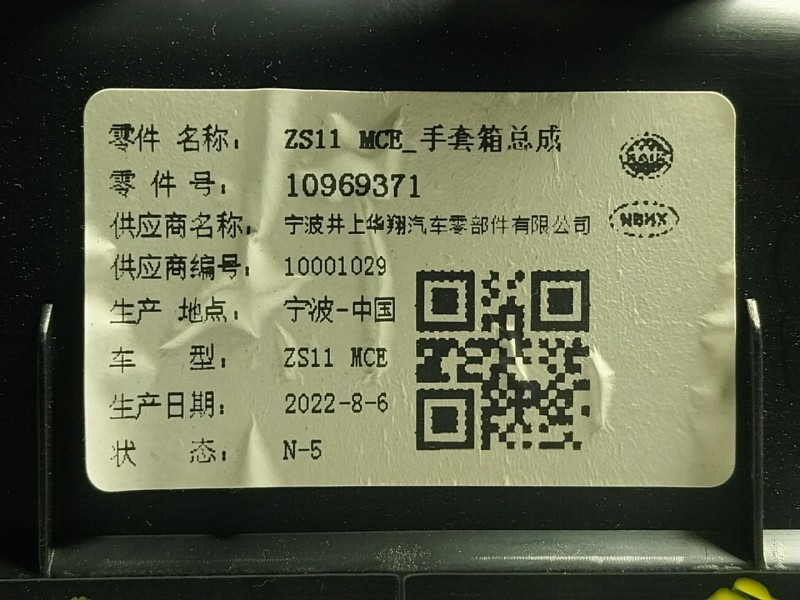 零件 名称: ZS11 MCE_手套箱总成
零 件 号: 10969371
供应商名称: 宁波井上华翔汽车零部件有限公司
供应商编号: 10001029
生产 地点: 宁波-中国
车 型: ZS11 MCE
生产日期: 2022-8-6
状 态: N-5
NBHX